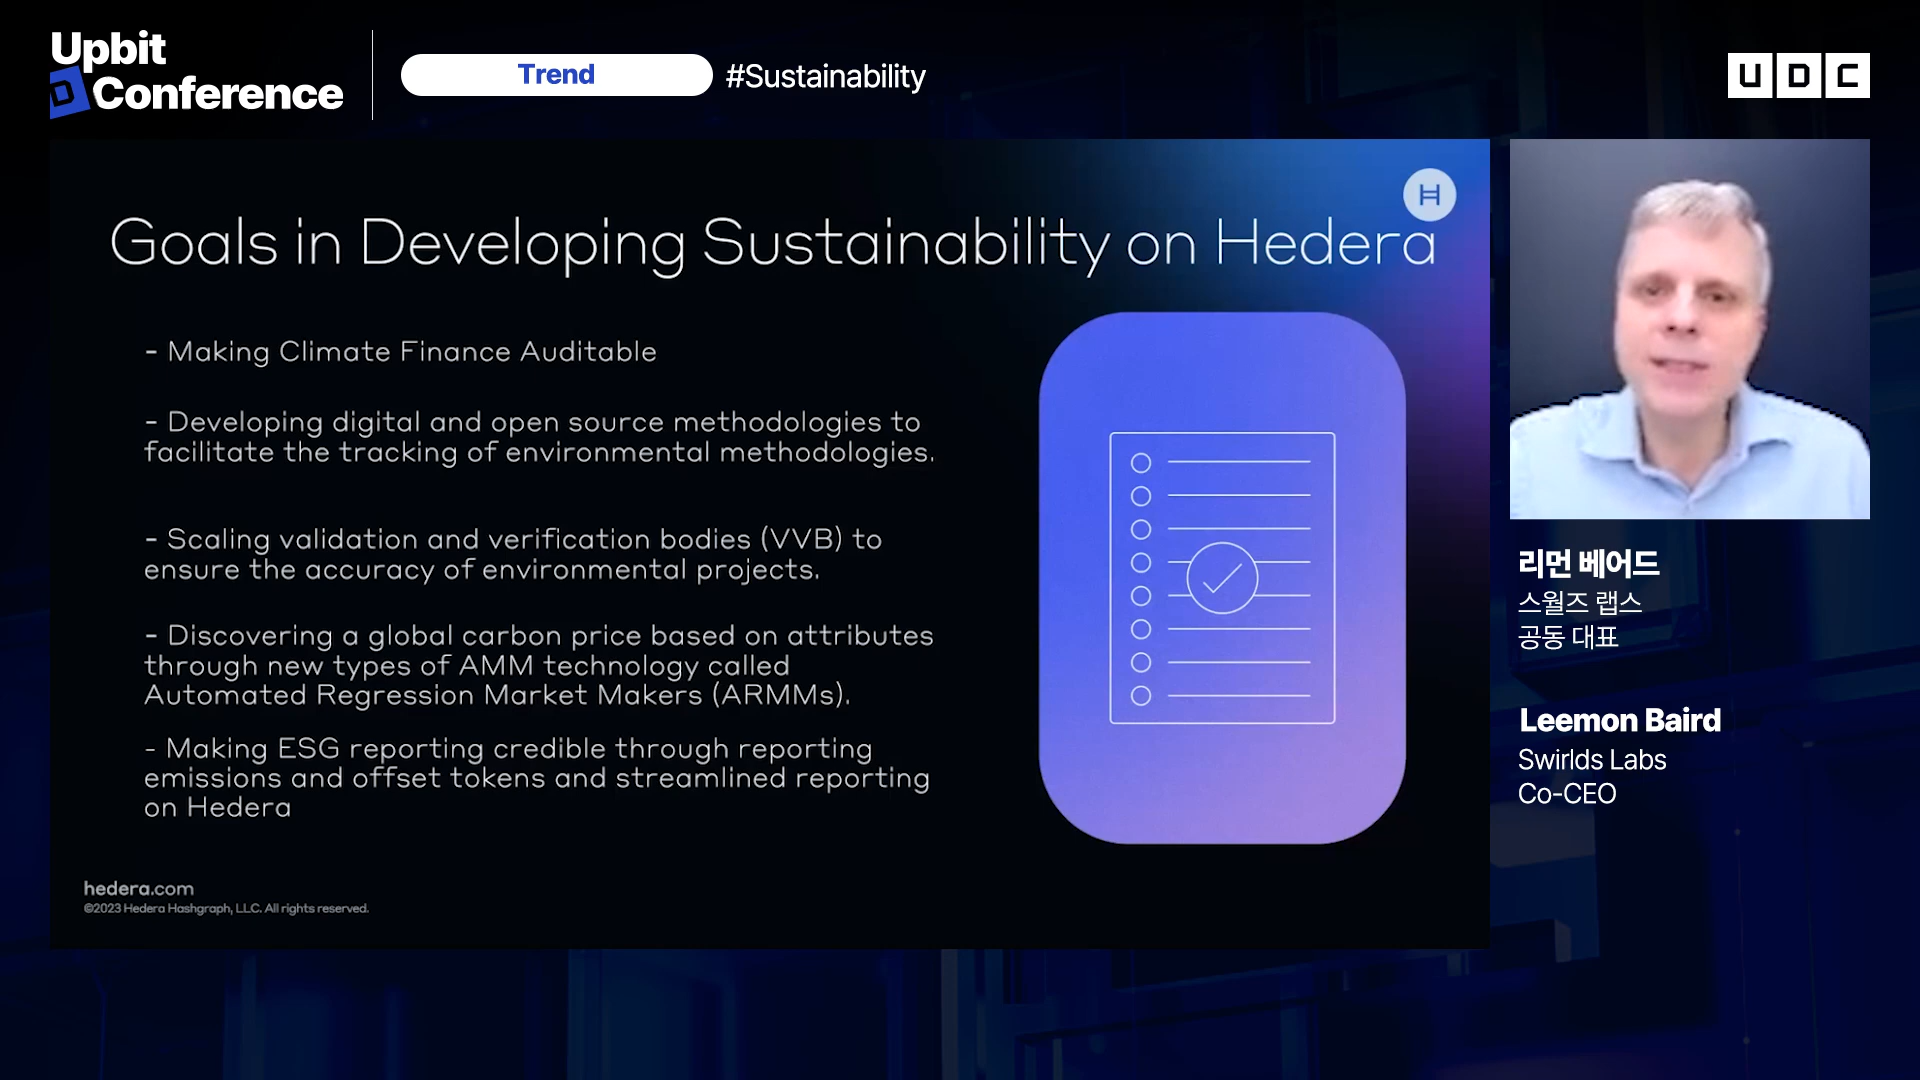 Upbit
D Conference
Trend
#Sustainability
UDC
H
Goals in Developing Sustainability on Hedera
- Making Climate Finance Auditable
- Developing digital and open source methodologies to
facilitate the tracking of environmental methodologies.
- Scaling validation and verification bodies (VVB) to
ensure the accuracy of environmental projects.
- Discovering a global carbon price based on attributes
through new types of AMM technology called
Automated Regression Market Makers (ARMMs).
- Making ESG reporting credible through reporting
emissions and offset tokens and streamlined reporting
on Hedera
hedera.com
©2023 Hedera Hashgraph, LLC. All rights reserved.
리먼 베어드
스월즈 랩스
공동 대표
Leemon Baird
Swirlds Labs
Co-CEO